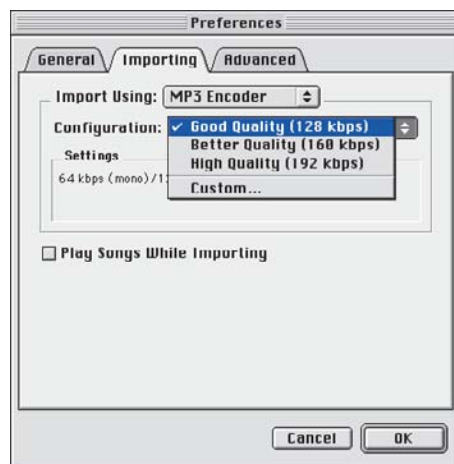 Preferences
General Importing Advanced
Import Using: MP3 Encoder
Configuration: ✓ Good Quality (128 kbps)
Better Quality (160 kbps)
High Quality (192 kbps)
Custom...
Settings
64 kbps (mono)/12
Play Songs While Importing
Cancel OK